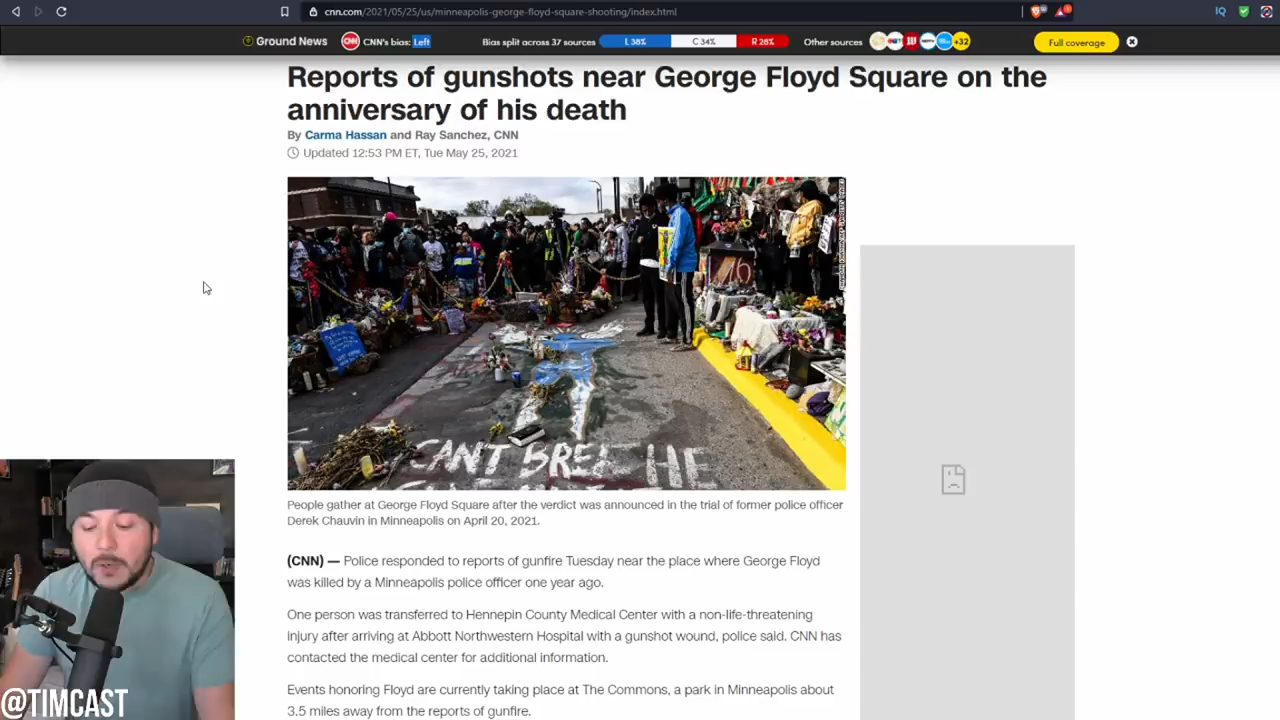 cnn.com/2021/05/25/us/minneapolis-george-floyd-square-shooting/index.html
IQ
Ground News
CNN
CNN's bias: Left
Bias split across 37 sources
L 38%
C 34%
R 28%
Other sources
+32
Full coverage
Reports of gunshots near George Floyd Square on the
anniversary of his death
By Carma Hassan and Ray Sanchez, CNN
Updated 12:53 PM ET, Tue May 25, 2021
CANT BREATHE
People gather at George Floyd Square after the verdict was announced in the trial of former police officer
Derek Chauvin in Minneapolis on April 20, 2021.
(CNN) — Police responded to reports of gunfire Tuesday near the place where George Floyd
was killed by a Minneapolis police officer one year ago.
One person was transferred to Hennepin County Medical Center with a non-life-threatening
injury after arriving at Abbott Northwestern Hospital with a gunshot wound, police said. CNN has
contacted the medical center for additional information.
Events honoring Floyd are currently taking place at The Commons, a park in Minneapolis about
3.5 miles away from the reports of gunfire.
@TIMCAST